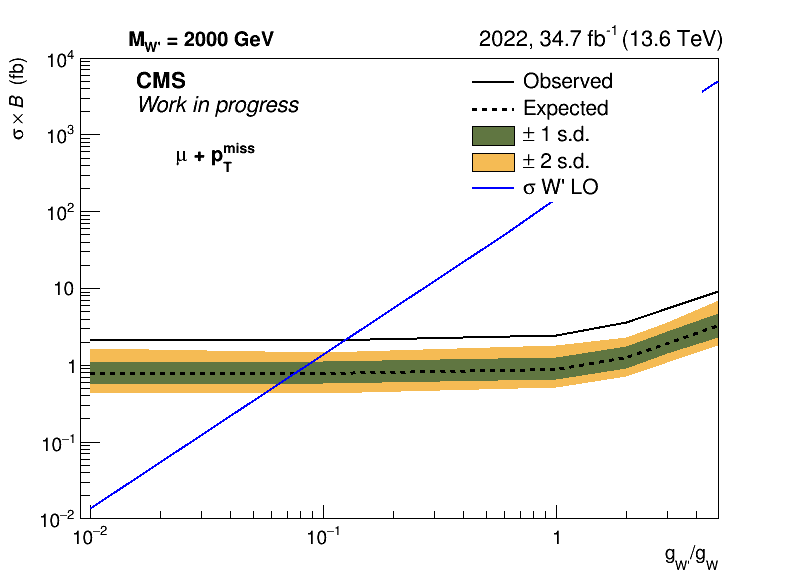 M_W' = 2000 GeV
2022, 34.7 fb⁻¹ (13.6 TeV)
σ × B (fb)
CMS
Work in progress
μ + p_T^miss
Observed
Expected
± 1 s.d.
± 2 s.d.
σ W' LO
10⁴
10³
10²
10
1
10⁻¹
10⁻²
10⁻²
10⁻¹
1
g_W'/g_W